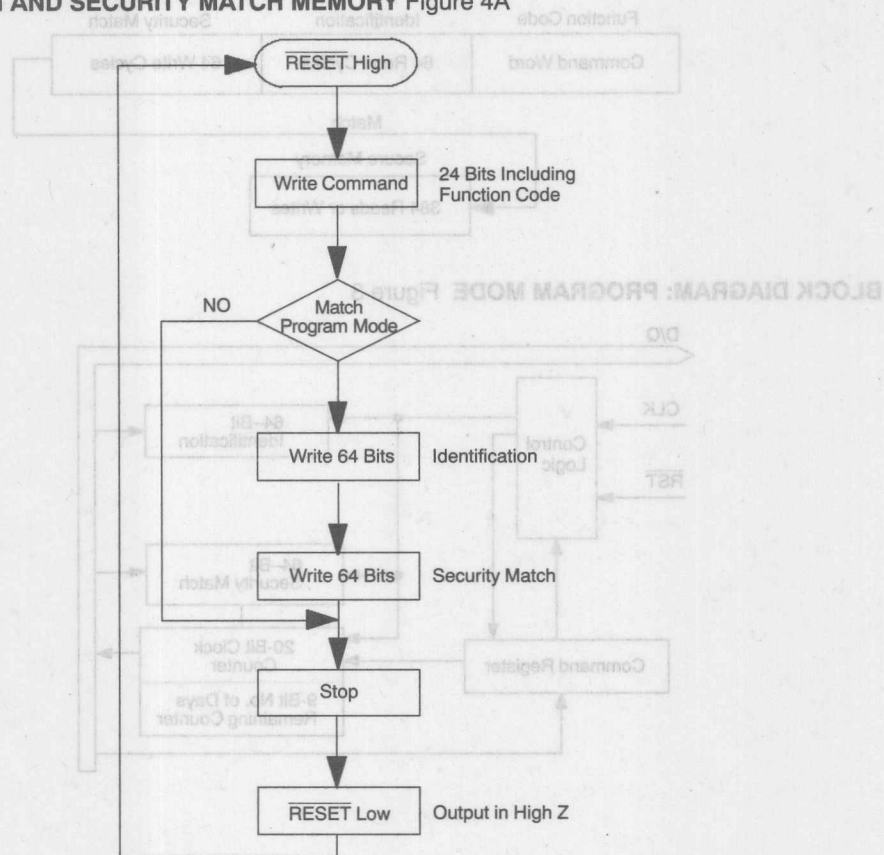 AND SECURITY MATCH MEMORY Figure 4A
RESET High
Write Command
24 Bits Including
Function Code
NO
Match
Program Mode
Write 64 Bits
Identification
Write 64 Bits
Security Match
Stop
RESET Low
Output in High Z